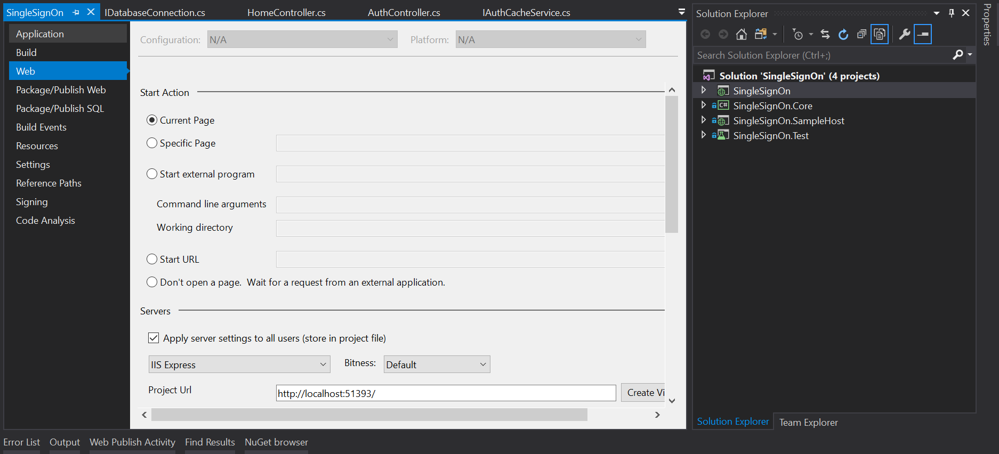 SingleSignOn
IDatabaseConnection.cs
HomeController.cs
AuthController.cs
IAuthCacheService.cs
Application
Build
Web
Package/Publish Web
Package/Publish SQL
Build Events
Resources
Settings
Reference Paths
Signing
Code Analysis
Configuration: N/A
Platform: N/A
Start Action
Current Page
Specific Page
Start external program
Command line arguments
Working directory
Start URL
Don't open a page. Wait for a request from an external application.
Servers
Apply server settings to all users (store in project file)
IIS Express
Bitness: Default
Project Url
http://localhost:51393/
Create Vi
Solution Explorer
Search Solution Explorer (Ctrl+;)
Solution 'SingleSignOn' (4 projects)
SingleSignOn
C# SingleSignOn.Core
SingleSignOn.SampleHost
SingleSignOn.Test
Solution Explorer
Team Explorer
Properties
Error List
Output
Web Publish Activity
Find Results
NuGet browser